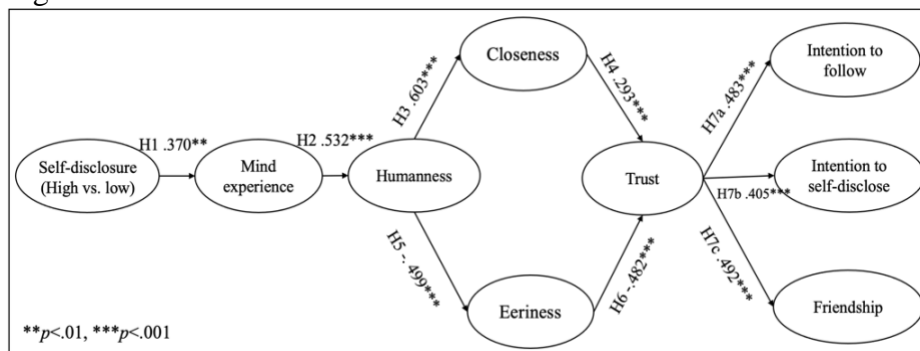 Closeness
Intention to
follow
H3 .603***
H4 .293***
H7a .483***
H1 .370**
H2 .532***
Self-disclosure
(High vs. low)
Mind
experience
Humanness
Trust
Intention to
self-disclose
H7b .405***
H5 -. 499***
H6 -.482***
H7c .492***
Eeriness
Friendship
**p<.01, ***p<.001